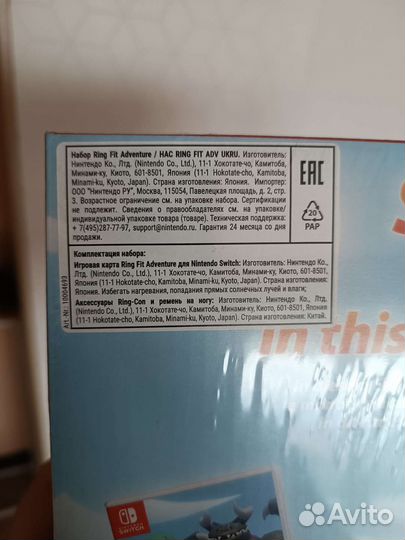 Набор Ring Fit Adventure / HAC RING FIT ADV UKRU. Изготовитель:
Нинтендо Ко., Лтд. (Nintendo Co., Ltd.), 11-1 Хокотате-чо, Камитоба,
Минами-ку, Киото, 601-8501, Япония (11-1 Hokotate-cho, Kamitoba,
Minami-ku, Kyoto, Japan). Страна изготовления: Япония. Импортер:
ООО "Нинтендо РУ", Москва, 115054, Павелецкая площадь, д. 2, стр.
3. Возрастное ограничение см. на упаковке набора. Сертификации
не подлежит. Сведения о правообладателях см. на упаковке/
индивидуальной упаковке товара (товаре). Техническая поддержка:
+ 7(495)287-77-97, support@nintendo.ru. Гарантия 24 месяца со дня
продажи.
Комплектация набора:
Игровая карта Ring Fit Adventure для Nintendo Switch: Изготовитель: Нинтендо Ко.,
Лтд. (Nintendo Co., Ltd.), 11-1 Хокотате-чо, Камитоба, Минами-ку, Киото, 601-8501,
Япония (11-1 Hokotate-cho, Kamitoba, Minami-ku, Kyoto, Japan). Страна изготовления:
Япония. Избегать нагревания, попадания прямых солнечных лучей и влаги;
Аксессуары Ring-Con и ремень на ногу: Изготовитель: Нинтендо Ко., Лтд.
(Nintendo Co., Ltd.), 11-1 Хокотате-чо, Камитоба, Минами-ку, Киото, 601-8501, Япония
(11-1 Hokotate-cho, Kamitoba, Minami-ku, Kyoto, Japan). Страна изготовления: Китай.
Art.-Nr. 110004693
EAC
20
PAP
S
in this
NINTENDO
SWITCH
Avito